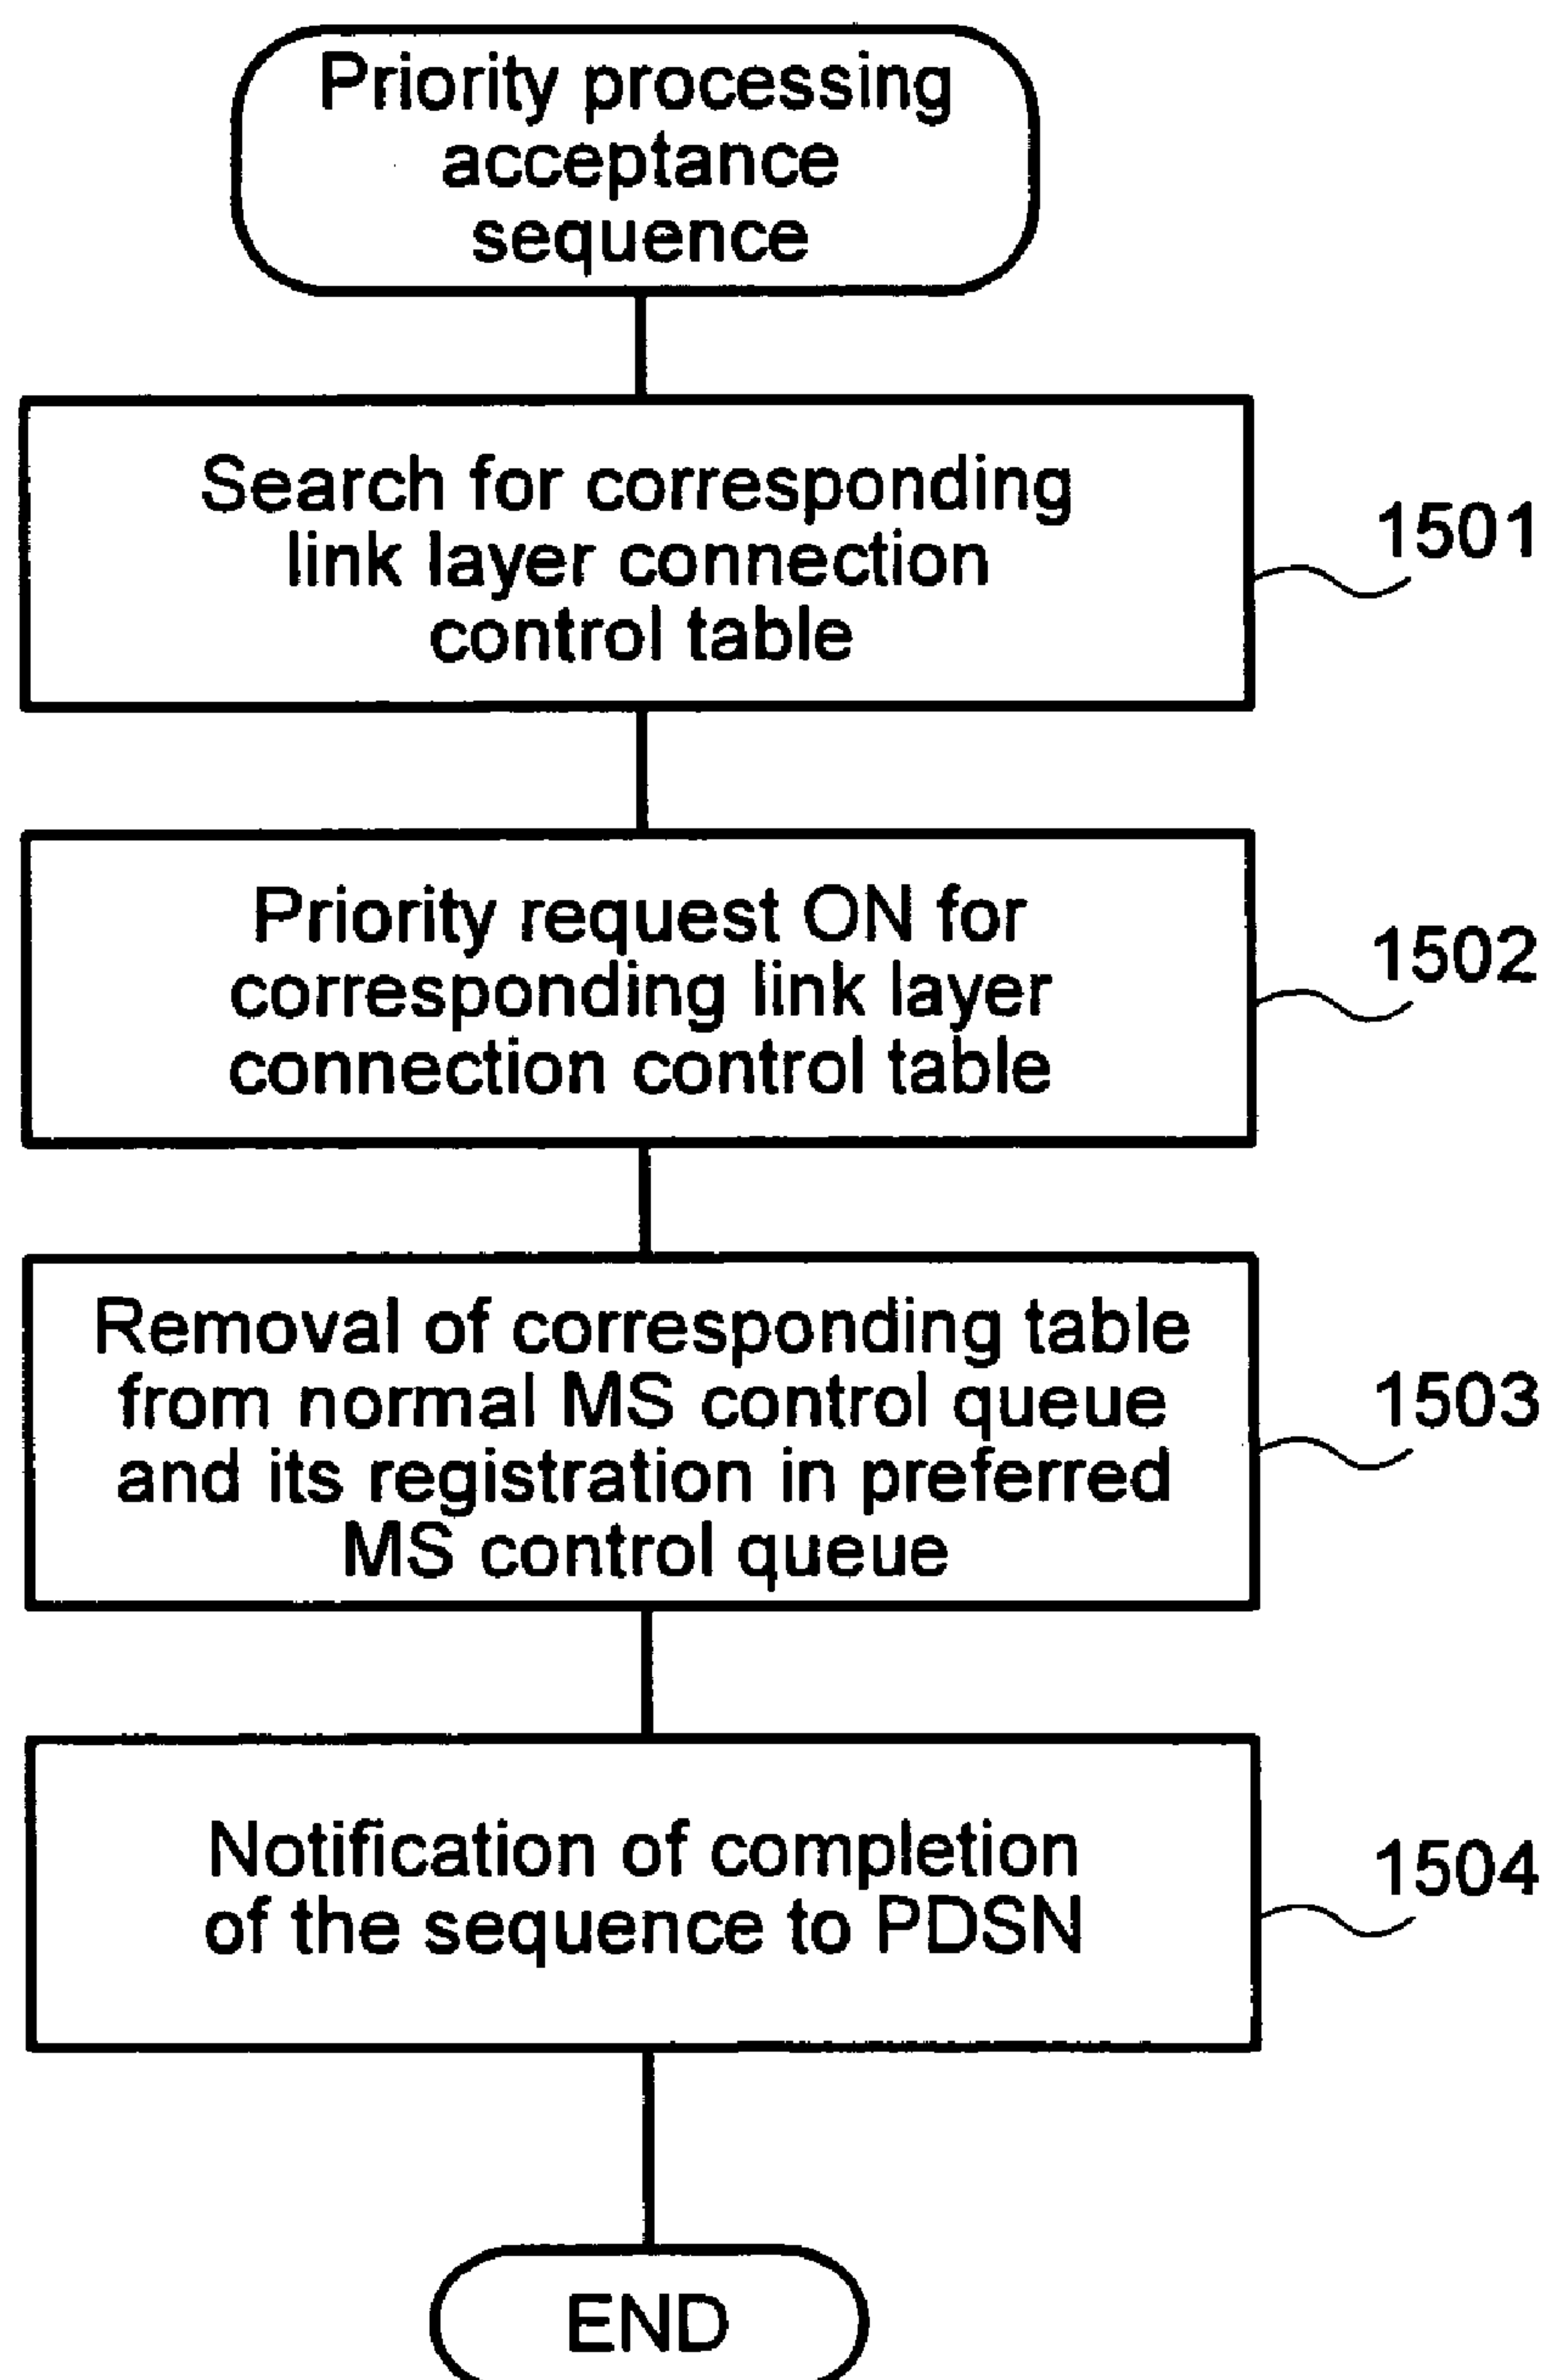 Priority processing
acceptance
sequence
Search for corresponding
link layer connection
control table
1501
Priority request ON for
corresponding link layer
connection control table
1502
Removal of corresponding table
from normal MS control queue
and its registration in preferred
MS control queue
1503
Notification of completion
of the sequence to PDSN
1504
END